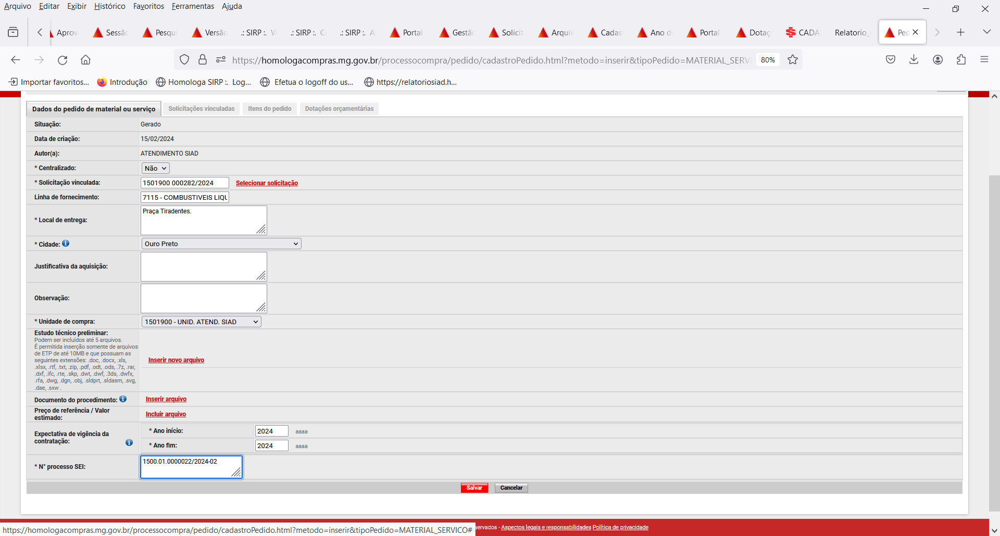 Arquivo Editar Exibir Histórico Favoritos Ferramentas Ajuda
Aprov Sessão Pesqui Versão .: SIRP :. V .: SIRP :. C .: SIRP :. A Portal Gestão Solicit Arquiv Cadas Ano d Portal Dotaç CADA Relatorio_ Ped
https://homologacompras.mg.gov.br/processocompra/pedido/cadastroPedido.html?metodo=inserir&tipoPedido=MATERIAL_SERV 80%
Importar favoritos... Introdução Homologa SIRP :. Log... Efetua o logoff do us... https://relatoriosiad.h...
Dados do pedido de material ou serviço Solicitações vinculadas Itens do pedido Dotações orçamentárias
Situação: Gerado
Data de criação: 15/02/2024
Autor(a): ATENDIMENTO SIAD
* Centralizado: Não
* Solicitação vinculada: 1501900 000282/2024 Selecionar solicitação
Linha de fornecimento: 7115 - COMBUSTIVEIS LIQU
* Local de entrega: Praça Tiradentes.
* Cidade: Ouro Preto
Justificativa da aquisição:
Observação:
* Unidade de compra: 1501900 - UNID. ATEND. SIAD
Estudo técnico preliminar:
Podem ser incluídos até 5 arquivos.
É permitida inserção somente de arquivos
de ETP de até 10MB e que possuam as
seguintes extensões: .doc, .docx, .xls,
.xlsx, .rtf, .txt, .zip, .pdf, .odt, .ods, .7z, .rar,
.dxf, .ifc, .rte, .skp, .dwt, .dwf, .3ds, .dwfx,
.rfa, .dwg, .dgn, .obj, .sldprt, .sldasm, .svg,
.dae, .sxw .
Inserir novo arquivo
Documento do procedimento: Inserir arquivo
Preço de referência / Valor
estimado:
Incluir arquivo
Expectativa de vigência da
contratação:
* Ano início: 2024 aaaa
* Ano fim: 2024 aaaa
* N° processo SEI: 1500.01.0000022/2024-02
Salvar Cancelar
servados - Aspectos legais e responsabilidades Política de privacidade
https://homologacompras.mg.gov.br/processocompra/pedido/cadastroPedido.html?metodo=inserir&tipoPedido=MATERIAL_SERVICO#